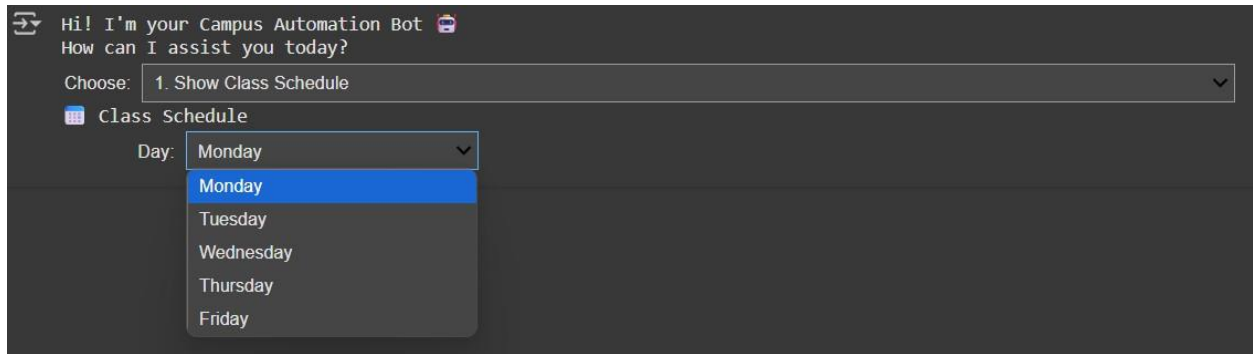 Hi! I'm your Campus Automation Bot 🤖
How can I assist you today?
Choose: 1. Show Class Schedule
📅 Class Schedule
Day: Monday
Monday
Tuesday
Wednesday
Thursday
Friday